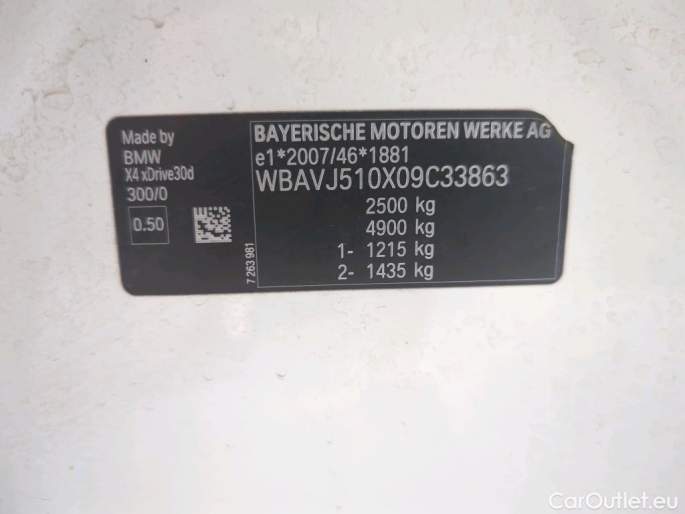 Made by
BMW
X4 xDrive30d
300/0
0.50
7 263 981
BAYERISCHE MOTOREN WERKE AG
e1*2007/46*1881
WBAVJ510X09C33863
2500 kg
4900 kg
1- 1215 kg
2- 1435 kg
CarOutlet.eu